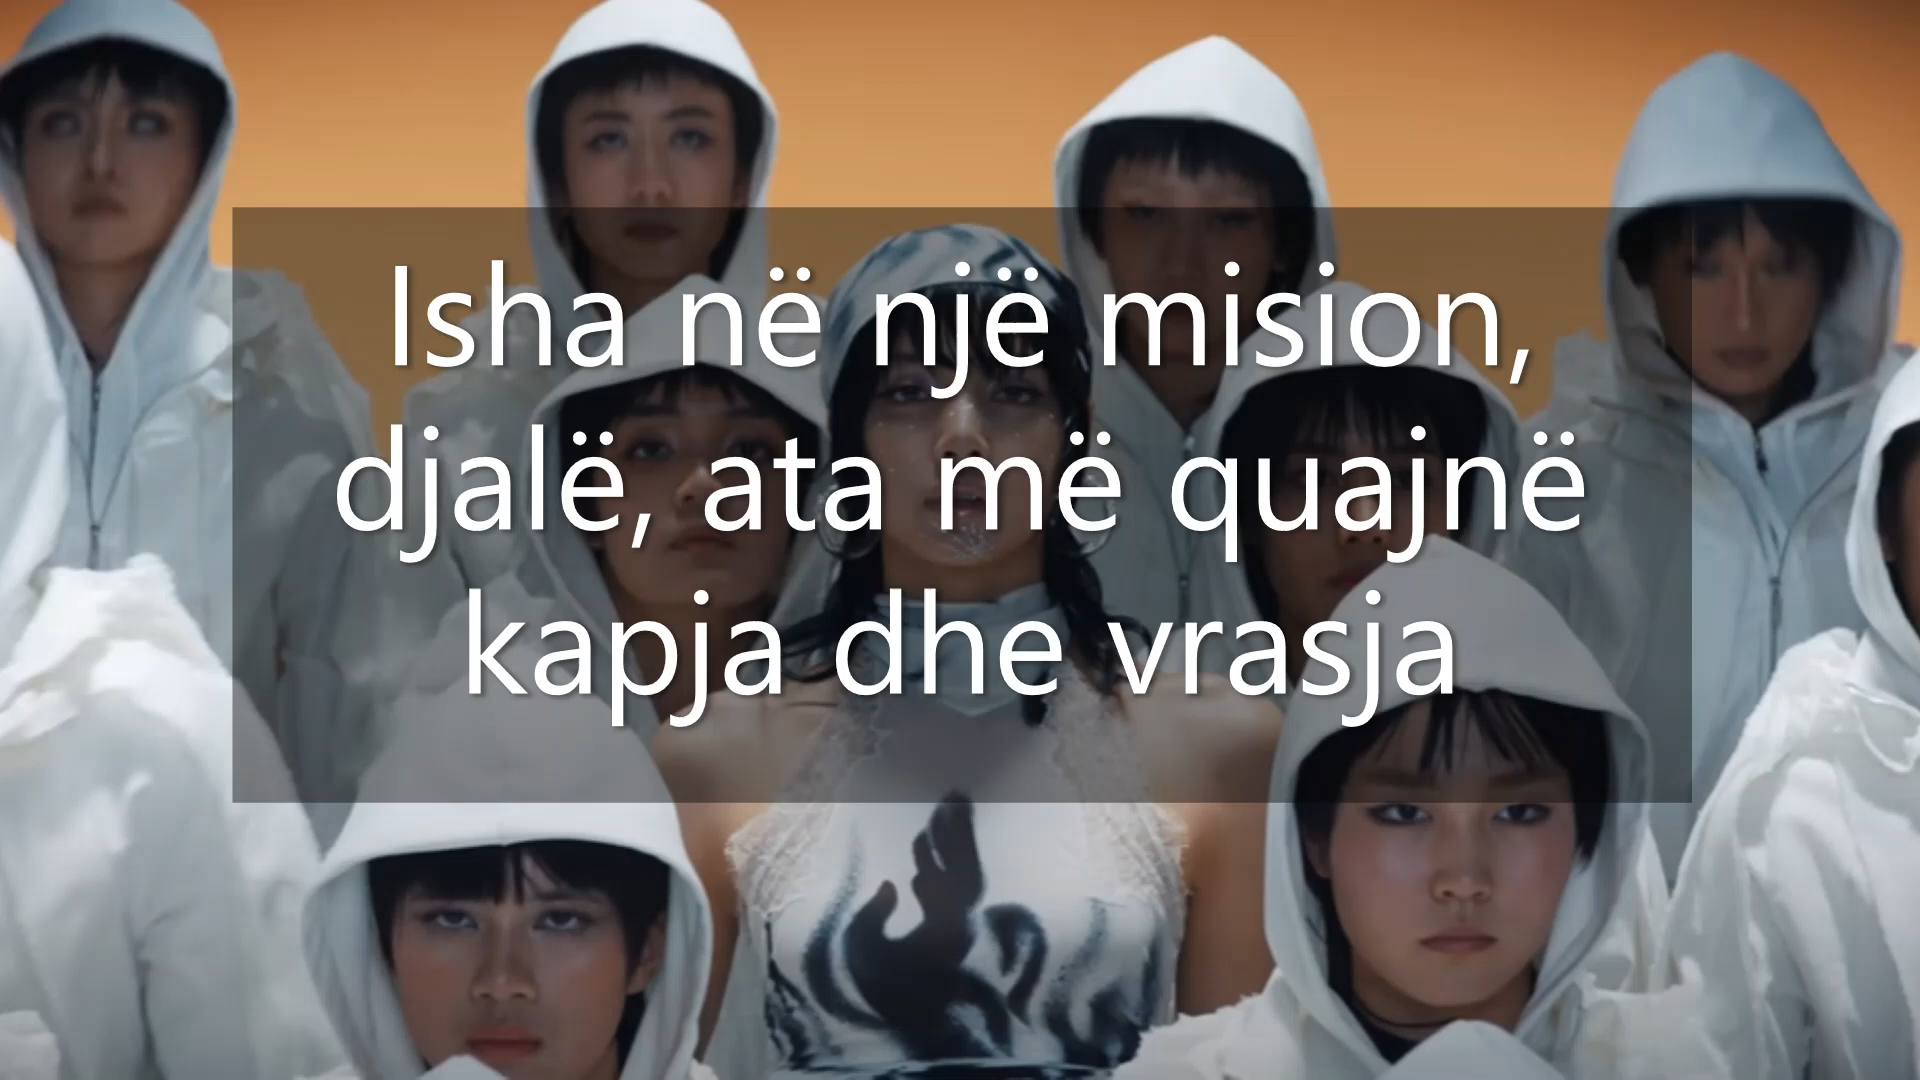 Isha në një mision,
djalë, ata më quajnë
kapja dhe vrasja